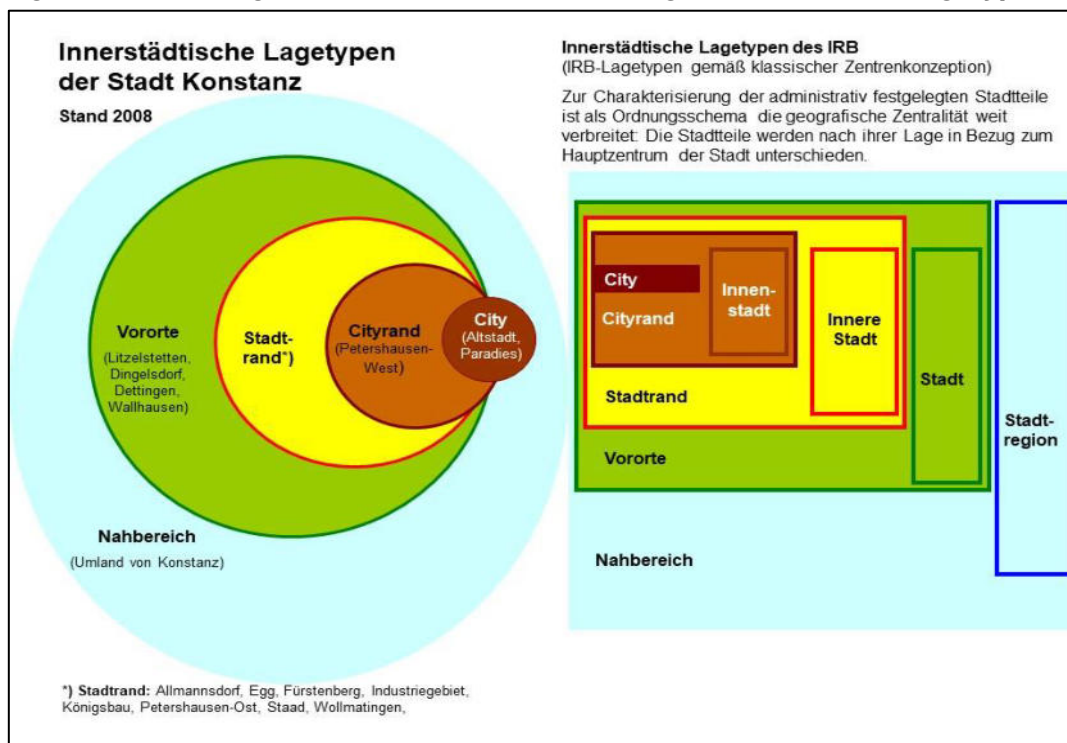 Innerstädtische Lagetypen
der Stadt Konstanz
Stand 2008
Vororte
(Litzelstetten,
Dingelsdorf,
Dettingen,
Wallhausen)
Stadt-
rand*)
Cityrand
(Petershausen-
West)
City
(Altstadt,
Paradies)
Nahbereich
(Umland von Konstanz)
*) Stadtrand: Allmannsdorf, Egg, Fürstenberg, Industriegebiet,
Königsbau, Petershausen-Ost, Staad, Wollmatingen,
Innerstädtische Lagetypen des IRB
(IRB-Lagetypen gemäß klassischer Zentrenkonzeption)
Zur Charakterisierung der administrativ festgelegten Stadtteile
ist als Ordnungsschema die geografische Zentralität weit
verbreitet: Die Stadtteile werden nach ihrer Lage in Bezug zum
Hauptzentrum der Stadt unterschieden.
City
Cityrand
Innen-
stadt
Stadtrand
Innere
Stadt
Vororte
Stadt
Nahbereich
Stadt-
region